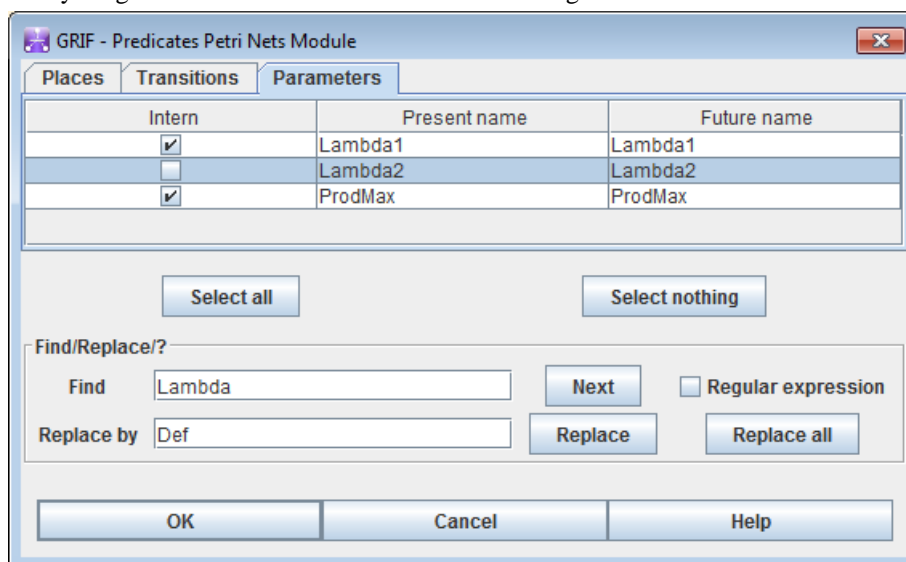 GRIF - Predicates Petri Nets Module
Places Transitions Parameters
Intern Present name Future name
Lambda1 Lambda1
Lambda2 Lambda2
ProdMax ProdMax
Select all Select nothing
Find/Replace/?
Find Lambda Next Regular expression
Replace by Def Replace Replace all
OK Cancel Help